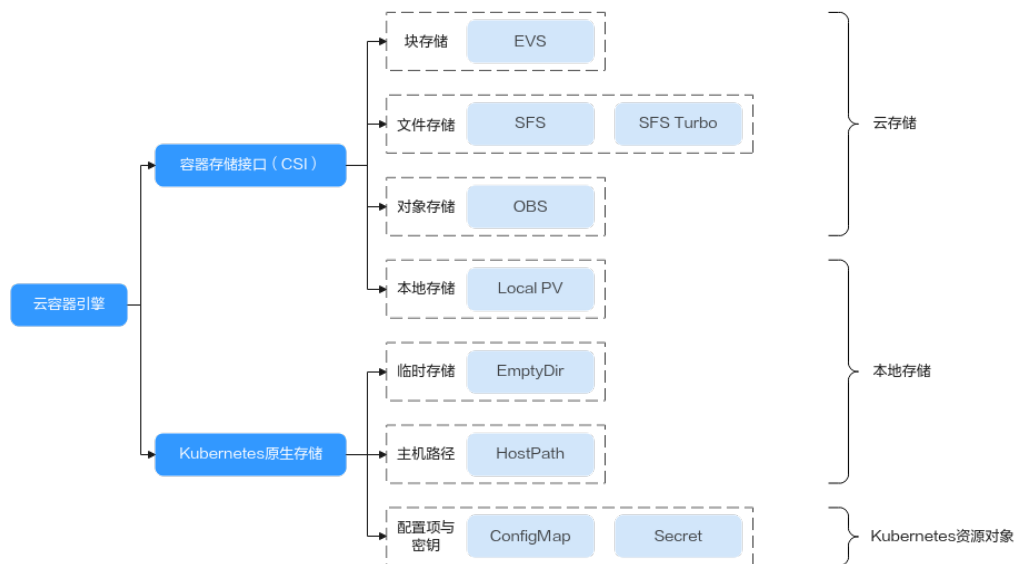 块存储
EVS
文件存储
SFS
SFS Turbo
云存储
容器存储接口（CSI）
对象存储
OBS
云容器引擎
本地存储
Local PV
临时存储
EmptyDir
本地存储
Kubernetes原生存储
主机路径
HostPath
配置项与
密钥
ConfigMap
Secret
Kubernetes资源对象